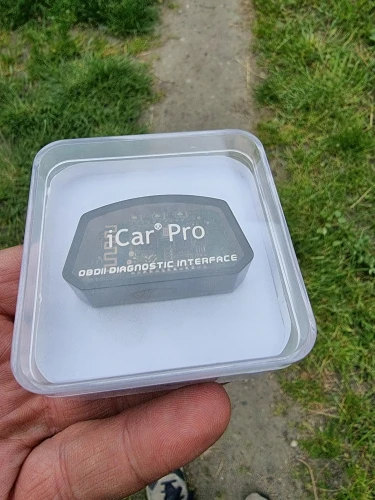 iCar® Pro
OBDII DIAGNOSTIC INTERFACE